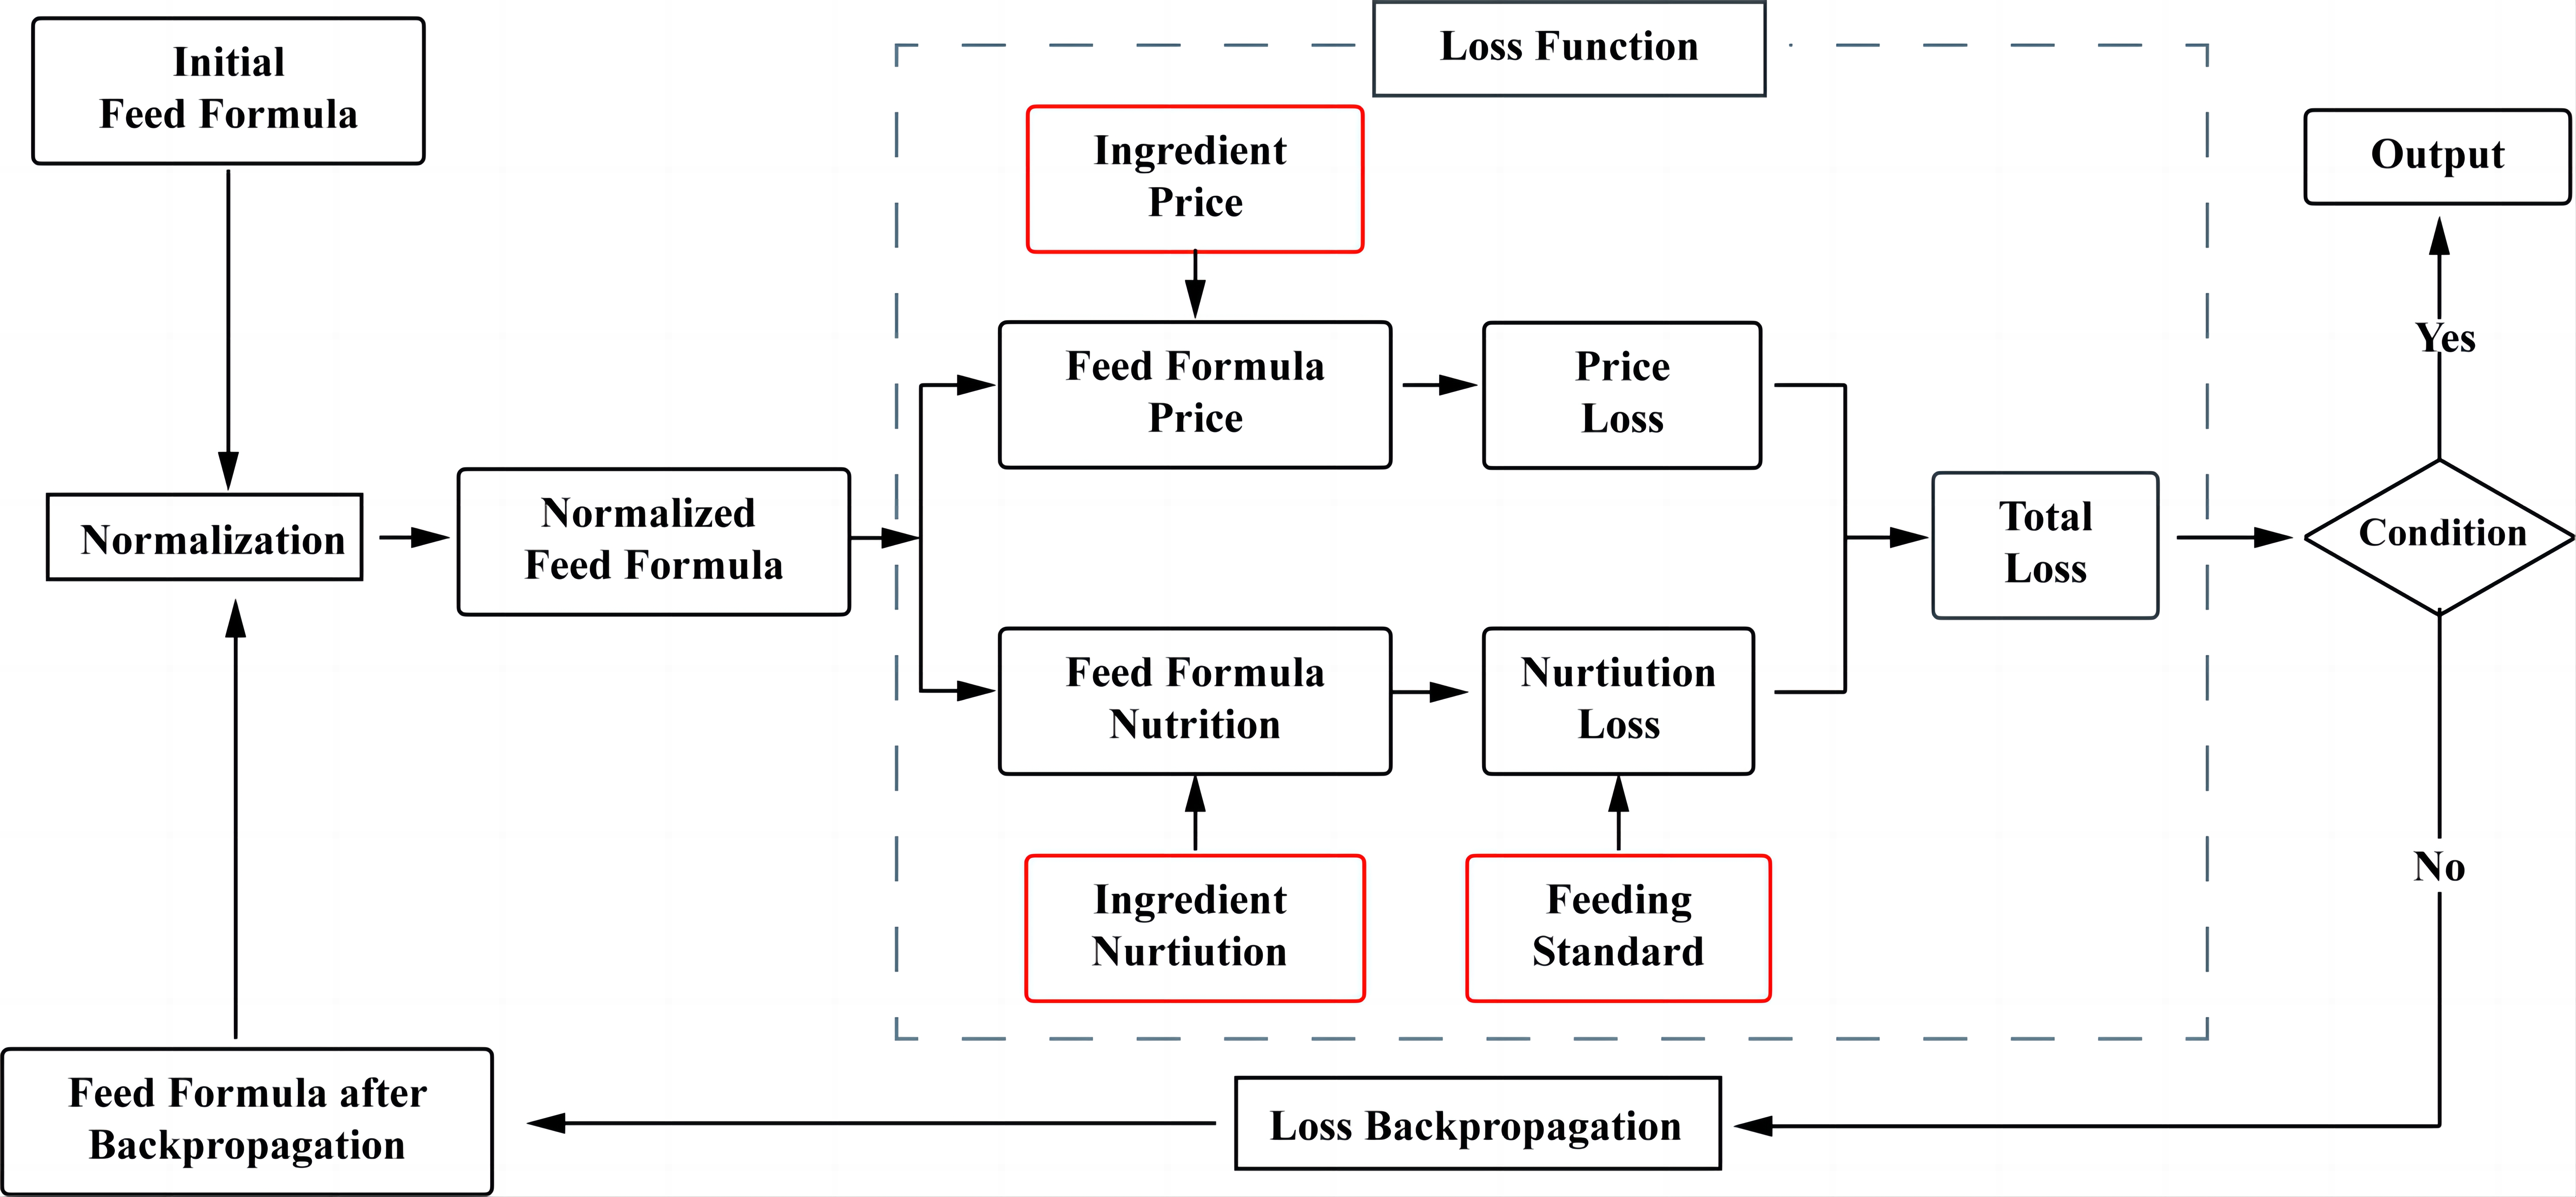 Initial
Feed Formula
Loss Function
Ingredient
Price
Output
Yes
Feed Formula
Price
Price
Loss
Normalization
Normalized
Feed Formula
Total
Loss
Condition
Feed Formula
Nutrition
Nurtiution
Loss
Ingredient
Nurtiution
Feeding
Standard
No
Feed Formula after
Backpropagation
Loss Backpropagation